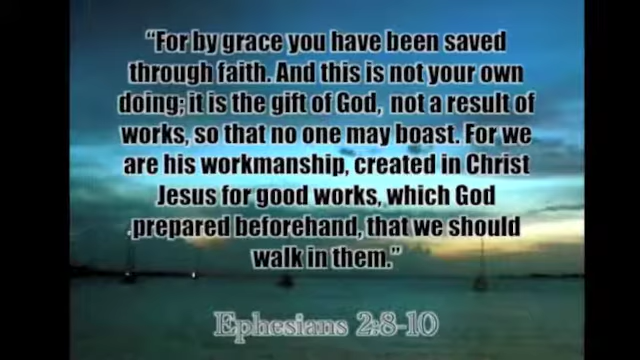 “For by grace you have been saved
through faith. And this is not your own
doing; it is the gift of God, not a result of
works, so that no one may boast. For we
are his workmanship, created in Christ
Jesus for good works, which God
prepared beforehand, that we should
walk in them.”
Ephesians 2:8-10